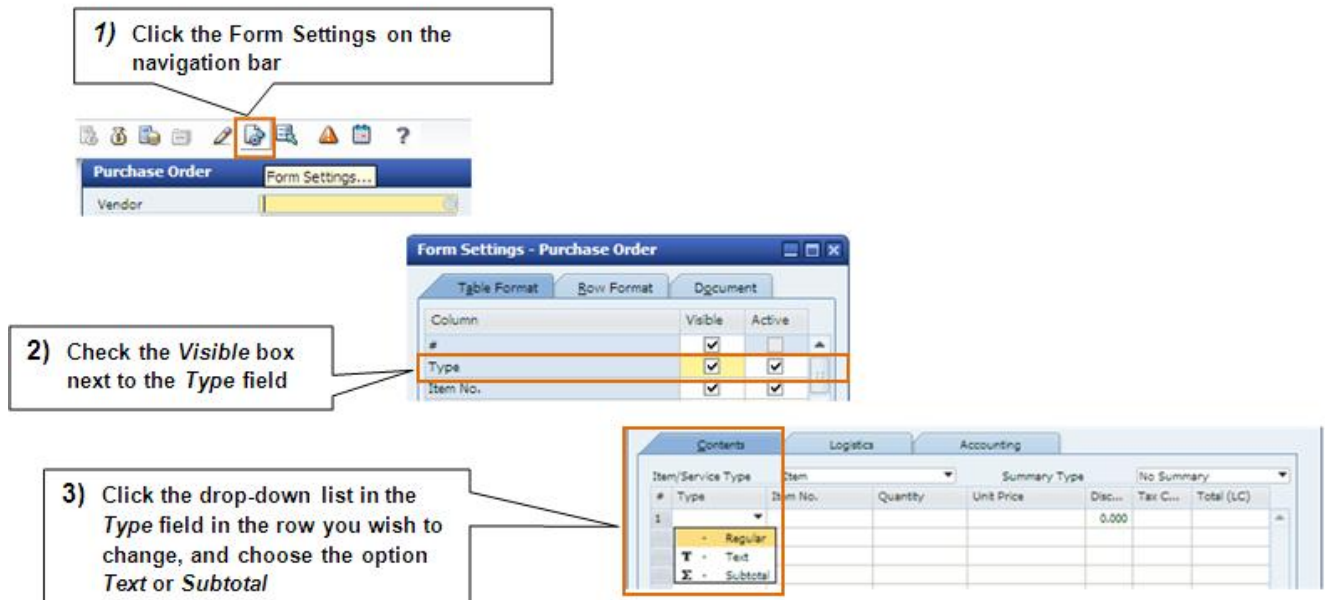 1) Click the Form Settings on the
navigation bar
?
Purchase Order
Form Settings...
Vendor
Form Settings - Purchase Order
Table Format Row Format Document
Column Visible Active
#
Type
Item No.
2) Check the Visible box
next to the Type field
Contents Logistics Accounting
Item/Service Type Item Summary Type No Summary
# Type Item No. Quantity Unit Price Disc... Tax C... Total (LC)
1 0.000
- Regular
T - Text
Σ - Subtotal
3) Click the drop-down list in the
Type field in the row you wish to
change, and choose the option
Text or Subtotal